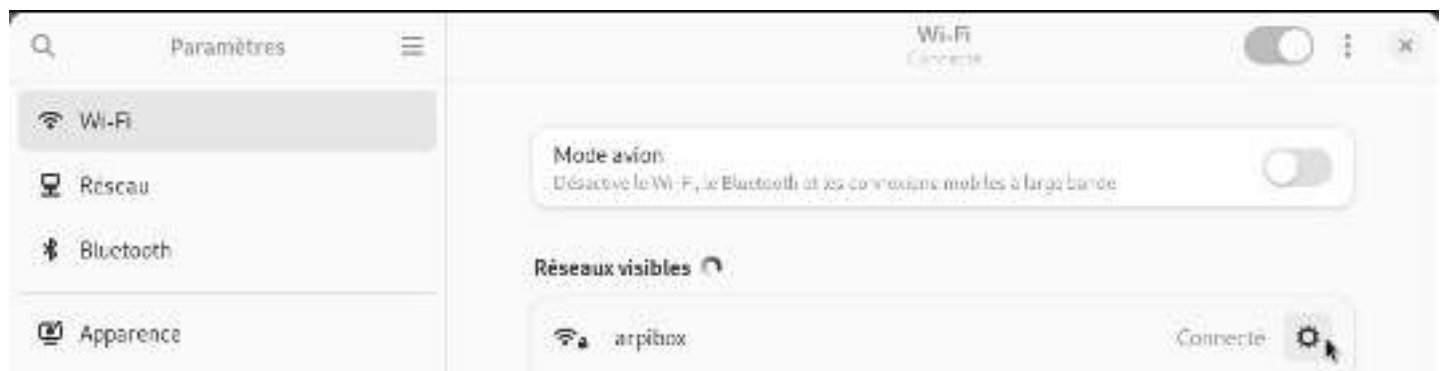 Paramètres
Wi-Fi
Connecté
Wi-Fi
Réseau
Bluetooth
Apparence
Mode avion
Désactive le Wi-Fi, le Bluetooth et les connexions mobiles à large bande
Réseaux visibles
arpibox
Connecté